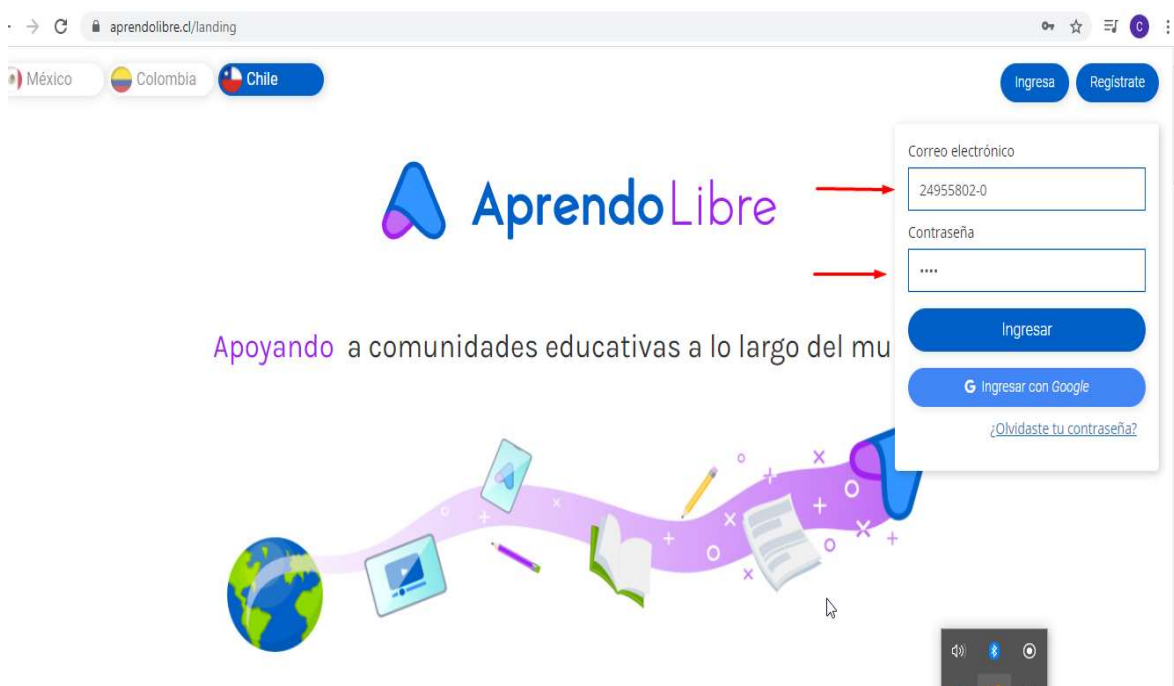 aprendolibre.cl/landing
C
México
Colombia
Chile
Ingresa
Regístrate
Correo electrónico
24955802-0
Contraseña
••••
AprendoLibre
Ingresar
Apoyando a comunidades educativas a lo largo del mu
G Ingresar con Google
¿Olvidaste tu contraseña?